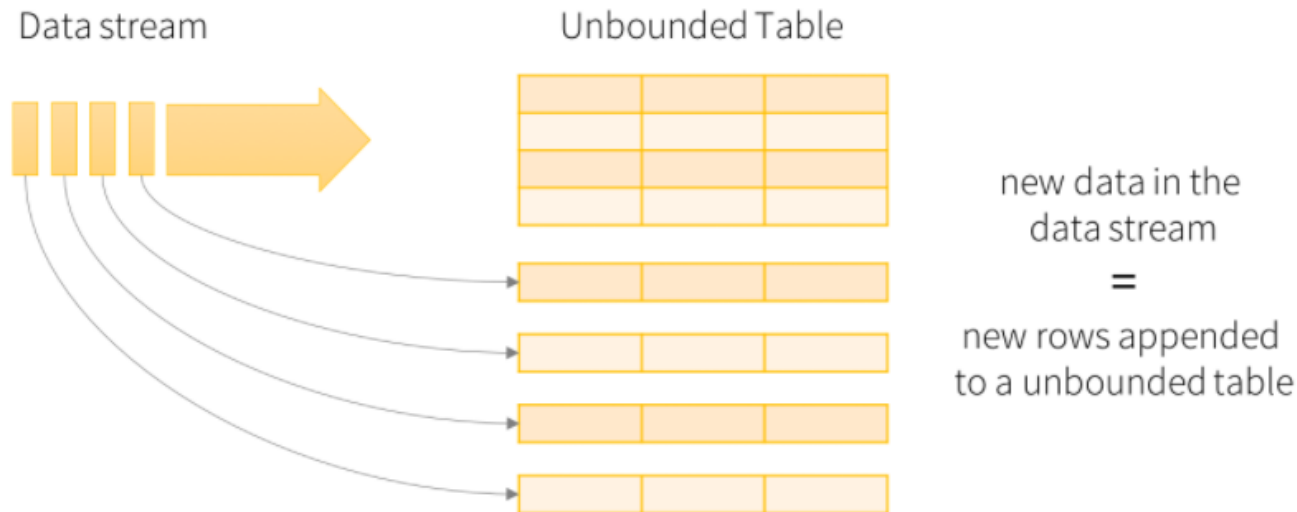 Data stream
Unbounded Table
new data in the
data stream
=
new rows appended
to a unbounded table